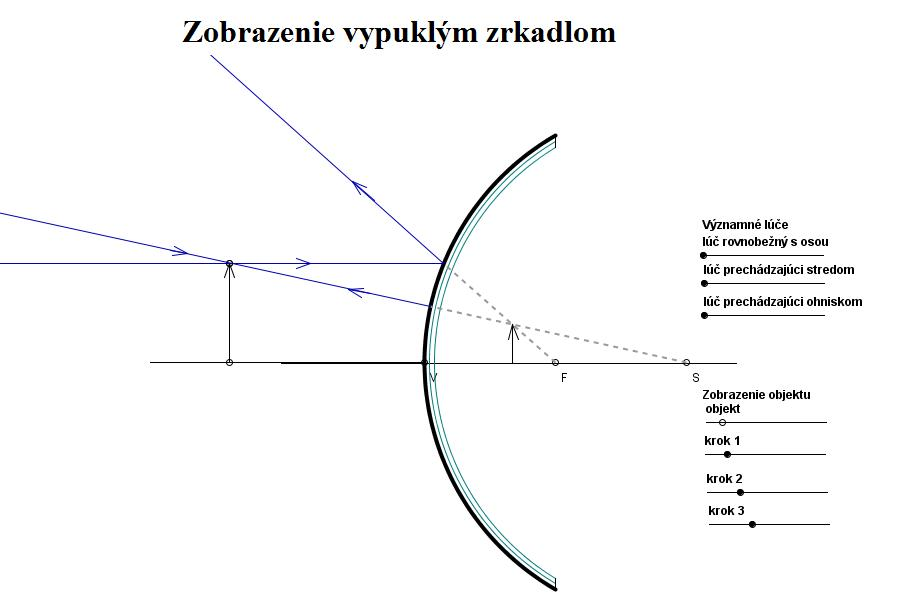 Zobrazenie vypuklým zrkadlom
Významné lúče
lúč rovnobežný s osou
lúč prechádzajúci stredom
lúč prechádzajúci ohniskom
V
F
S
Zobrazenie objektu
objekt
krok 1
krok 2
krok 3